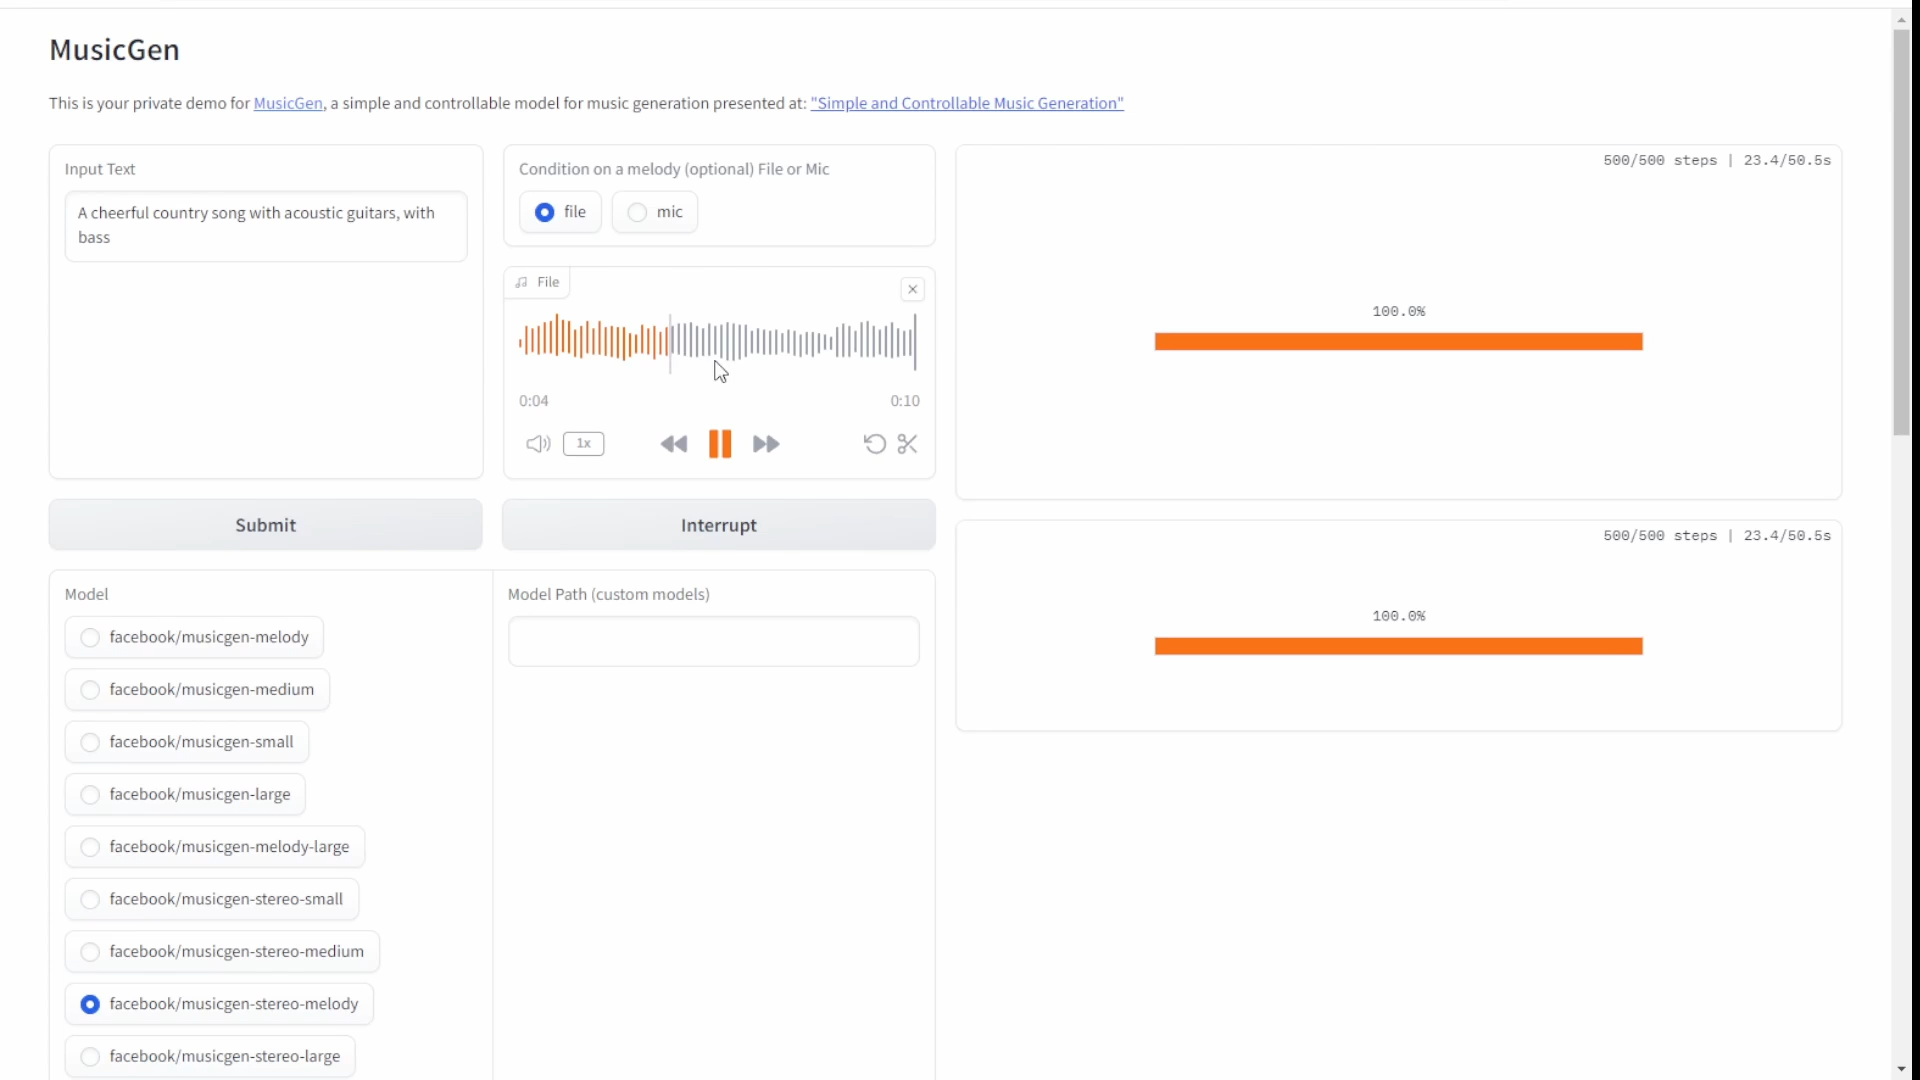 MusicGen
This is your private demo for MusicGen, a simple and controllable model for music generation presented at: "Simple and Controllable Music Generation"
Input Text
A cheerful country song with acoustic guitars, with
bass
Condition on a melody (optional) File or Mic
file
mic
File
0:04
0:10
1x
Submit
Interrupt
500/500 steps | 23.4/50.5s
100.0%
500/500 steps | 23.4/50.5s
100.0%
Model
facebook/musicgen-melody
facebook/musicgen-medium
facebook/musicgen-small
facebook/musicgen-large
facebook/musicgen-melody-large
facebook/musicgen-stereo-small
facebook/musicgen-stereo-medium
facebook/musicgen-stereo-melody
facebook/musicgen-stereo-large
Model Path (custom models)